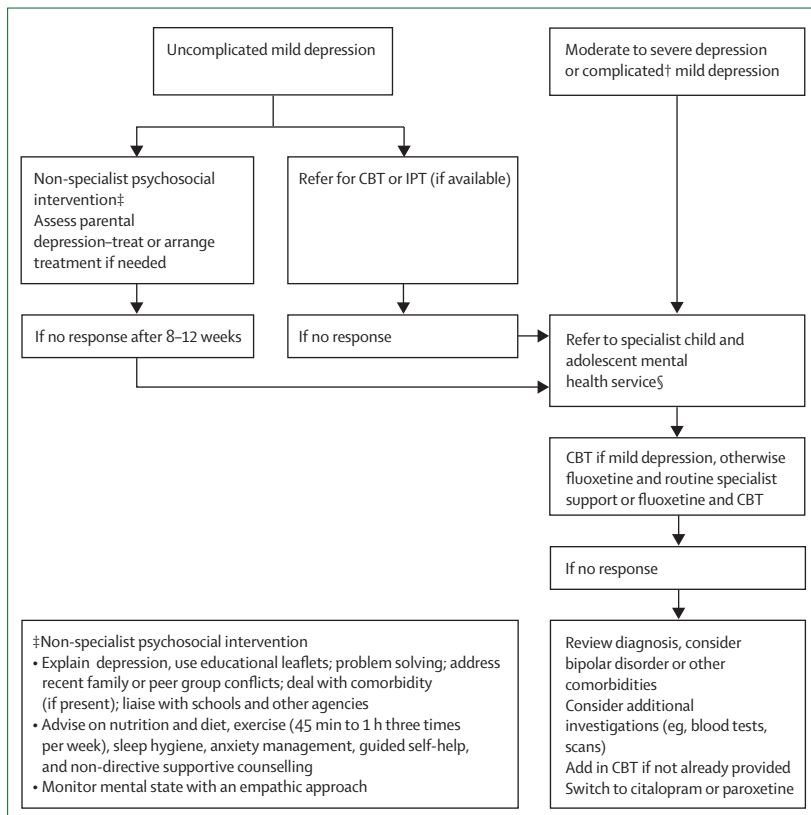 Uncomplicated mild depression
Moderate to severe depression
or complicated† mild depression
Non-specialist psychosocial
intervention‡
Assess parental
depression–treat or arrange
treatment if needed
Refer for CBT or IPT (if available)
If no response after 8–12 weeks
If no response
Refer to specialist child and
adolescent mental
health service§
CBT if mild depression, otherwise
fluoxetine and routine specialist
support or fluoxetine and CBT
If no response
‡Non-specialist psychosocial intervention
• Explain depression, use educational leaflets; problem solving; address
recent family or peer group conflicts; deal with comorbidity
(if present); liaise with schools and other agencies
• Advise on nutrition and diet, exercise (45 min to 1 h three times
per week), sleep hygiene, anxiety management, guided self-help,
and non-directive supportive counselling
• Monitor mental state with an empathic approach
Review diagnosis, consider
bipolar disorder or other
comorbidities
Consider additional
investigations (eg, blood tests,
scans)
Add in CBT if not already provided
Switch to citalopram or paroxetine